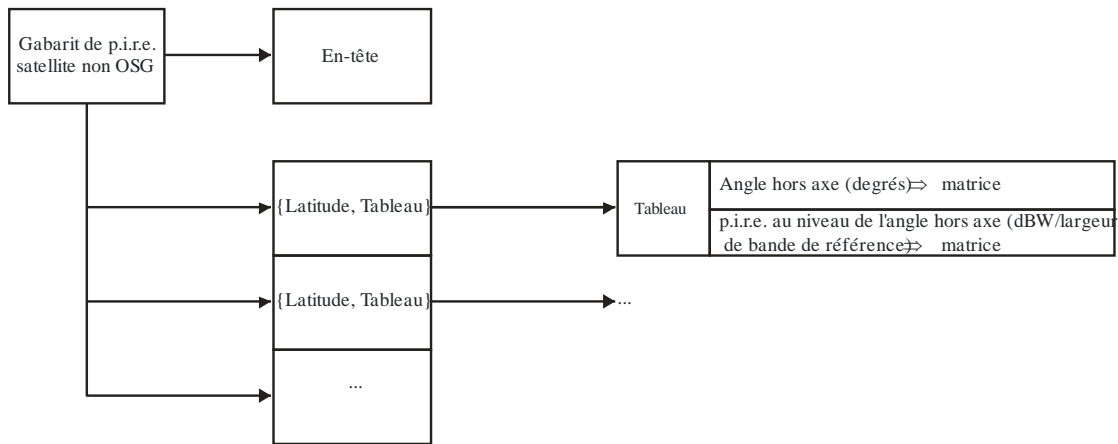 Gabarit de p.i.r.e.
satellite non OSG
En-tête
{Latitude, Tableau}
Tableau
Angle hors axe (degrés)⇒ matrice
p.i.r.e. au niveau de l'angle hors axe (dBW/largeur
de bande de référence)⇒ matrice
{Latitude, Tableau}
...
...